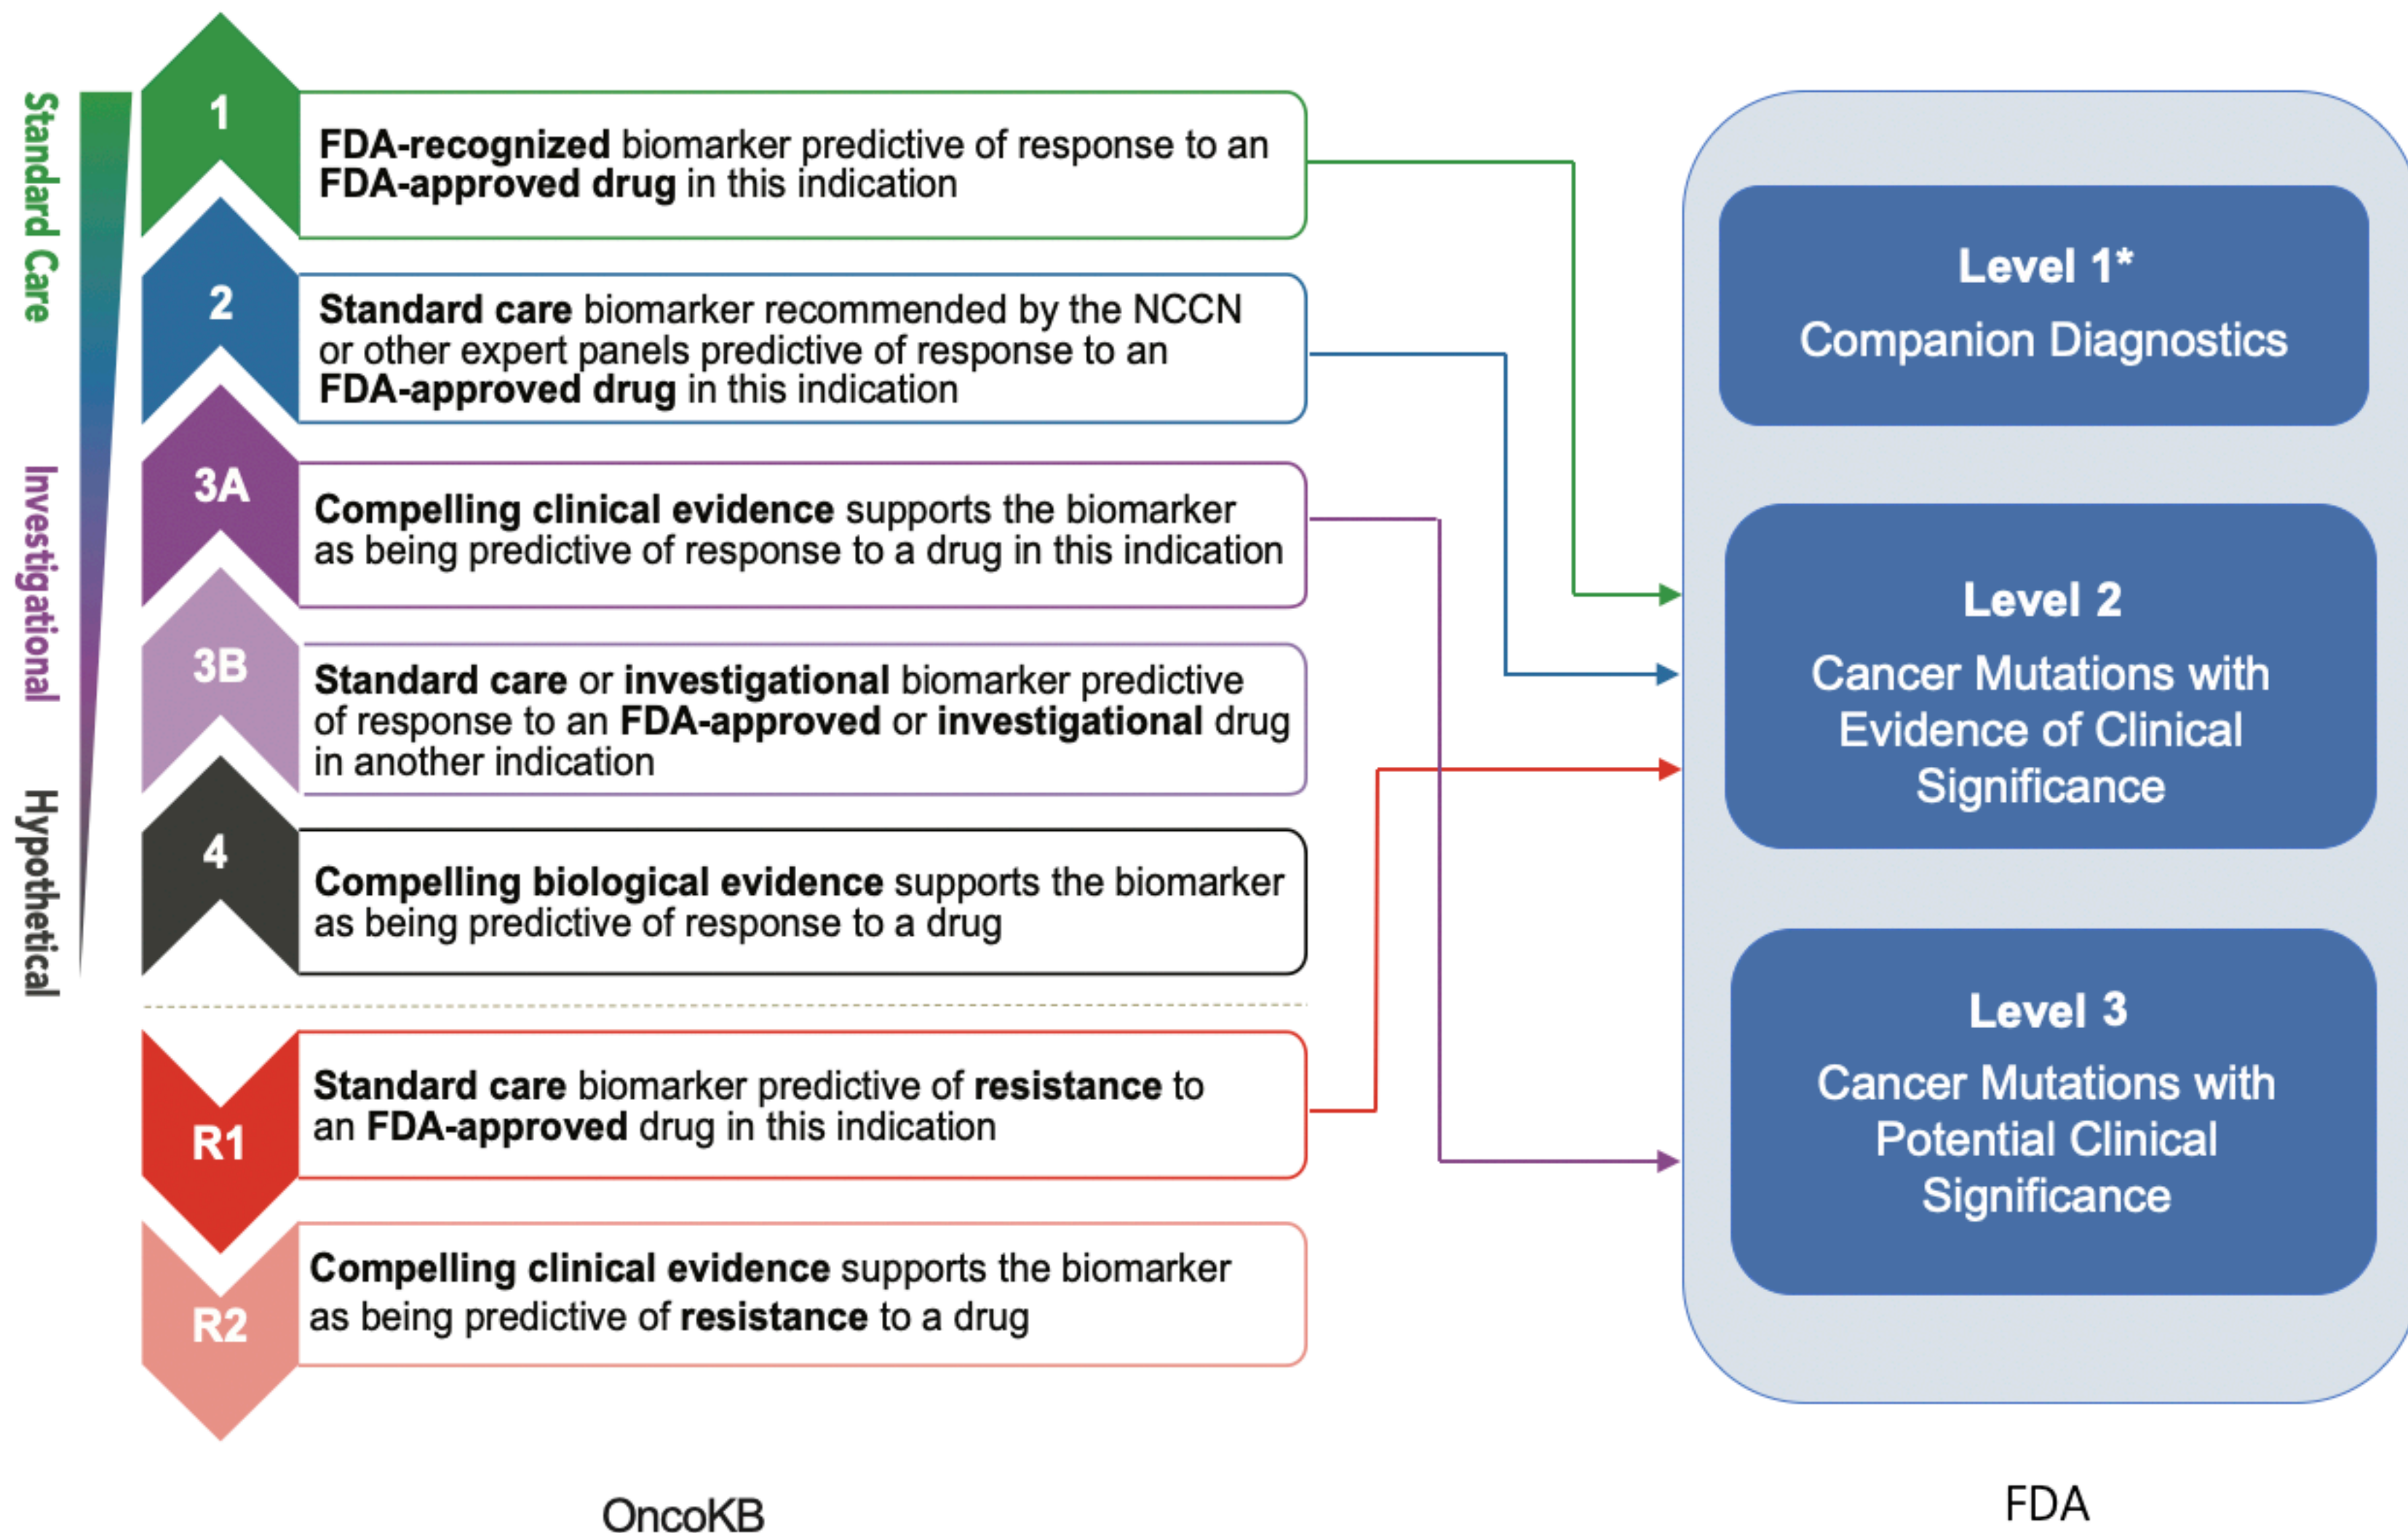 Standard Care
Investigational
Hypothetical
1
FDA-recognized biomarker predictive of response to an
FDA-approved drug in this indication
2
Standard care biomarker recommended by the NCCN
or other expert panels predictive of response to an
FDA-approved drug in this indication
3A
Compelling clinical evidence supports the biomarker
as being predictive of response to a drug in this indication
3B
Standard care or investigational biomarker predictive
of response to an FDA-approved or investigational drug
in another indication
4
Compelling biological evidence supports the biomarker
as being predictive of response to a drug
R1
Standard care biomarker predictive of resistance to
an FDA-approved drug in this indication
R2
Compelling clinical evidence supports the biomarker
as being predictive of resistance to a drug
OncoKB
Level 1*
Companion Diagnostics
Level 2
Cancer Mutations with
Evidence of Clinical
Significance
Level 3
Cancer Mutations with
Potential Clinical
Significance
FDA